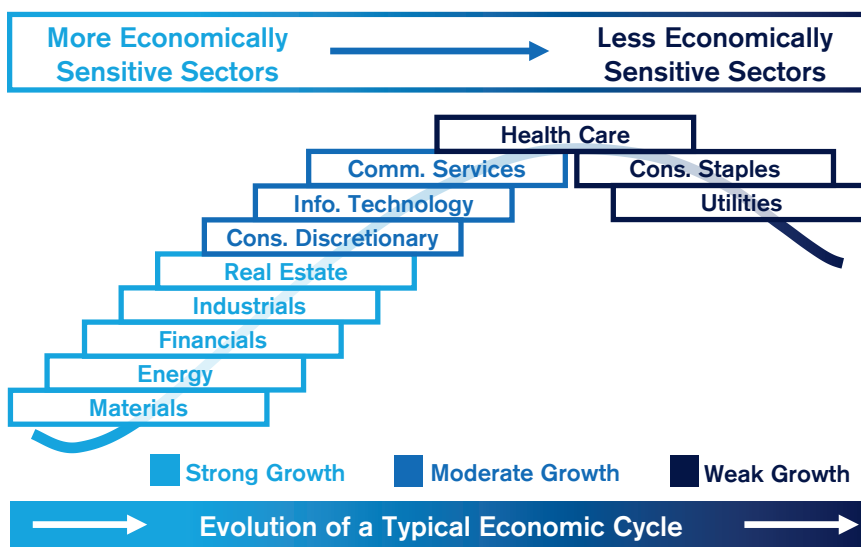 More Economically
Sensitive Sectors
Less Economically
Sensitive Sectors
Health Care
Comm. Services
Cons. Staples
Info. Technology
Utilities
Cons. Discretionary
Real Estate
Industrials
Financials
Energy
Materials
Strong Growth
Moderate Growth
Weak Growth
Evolution of a Typical Economic Cycle